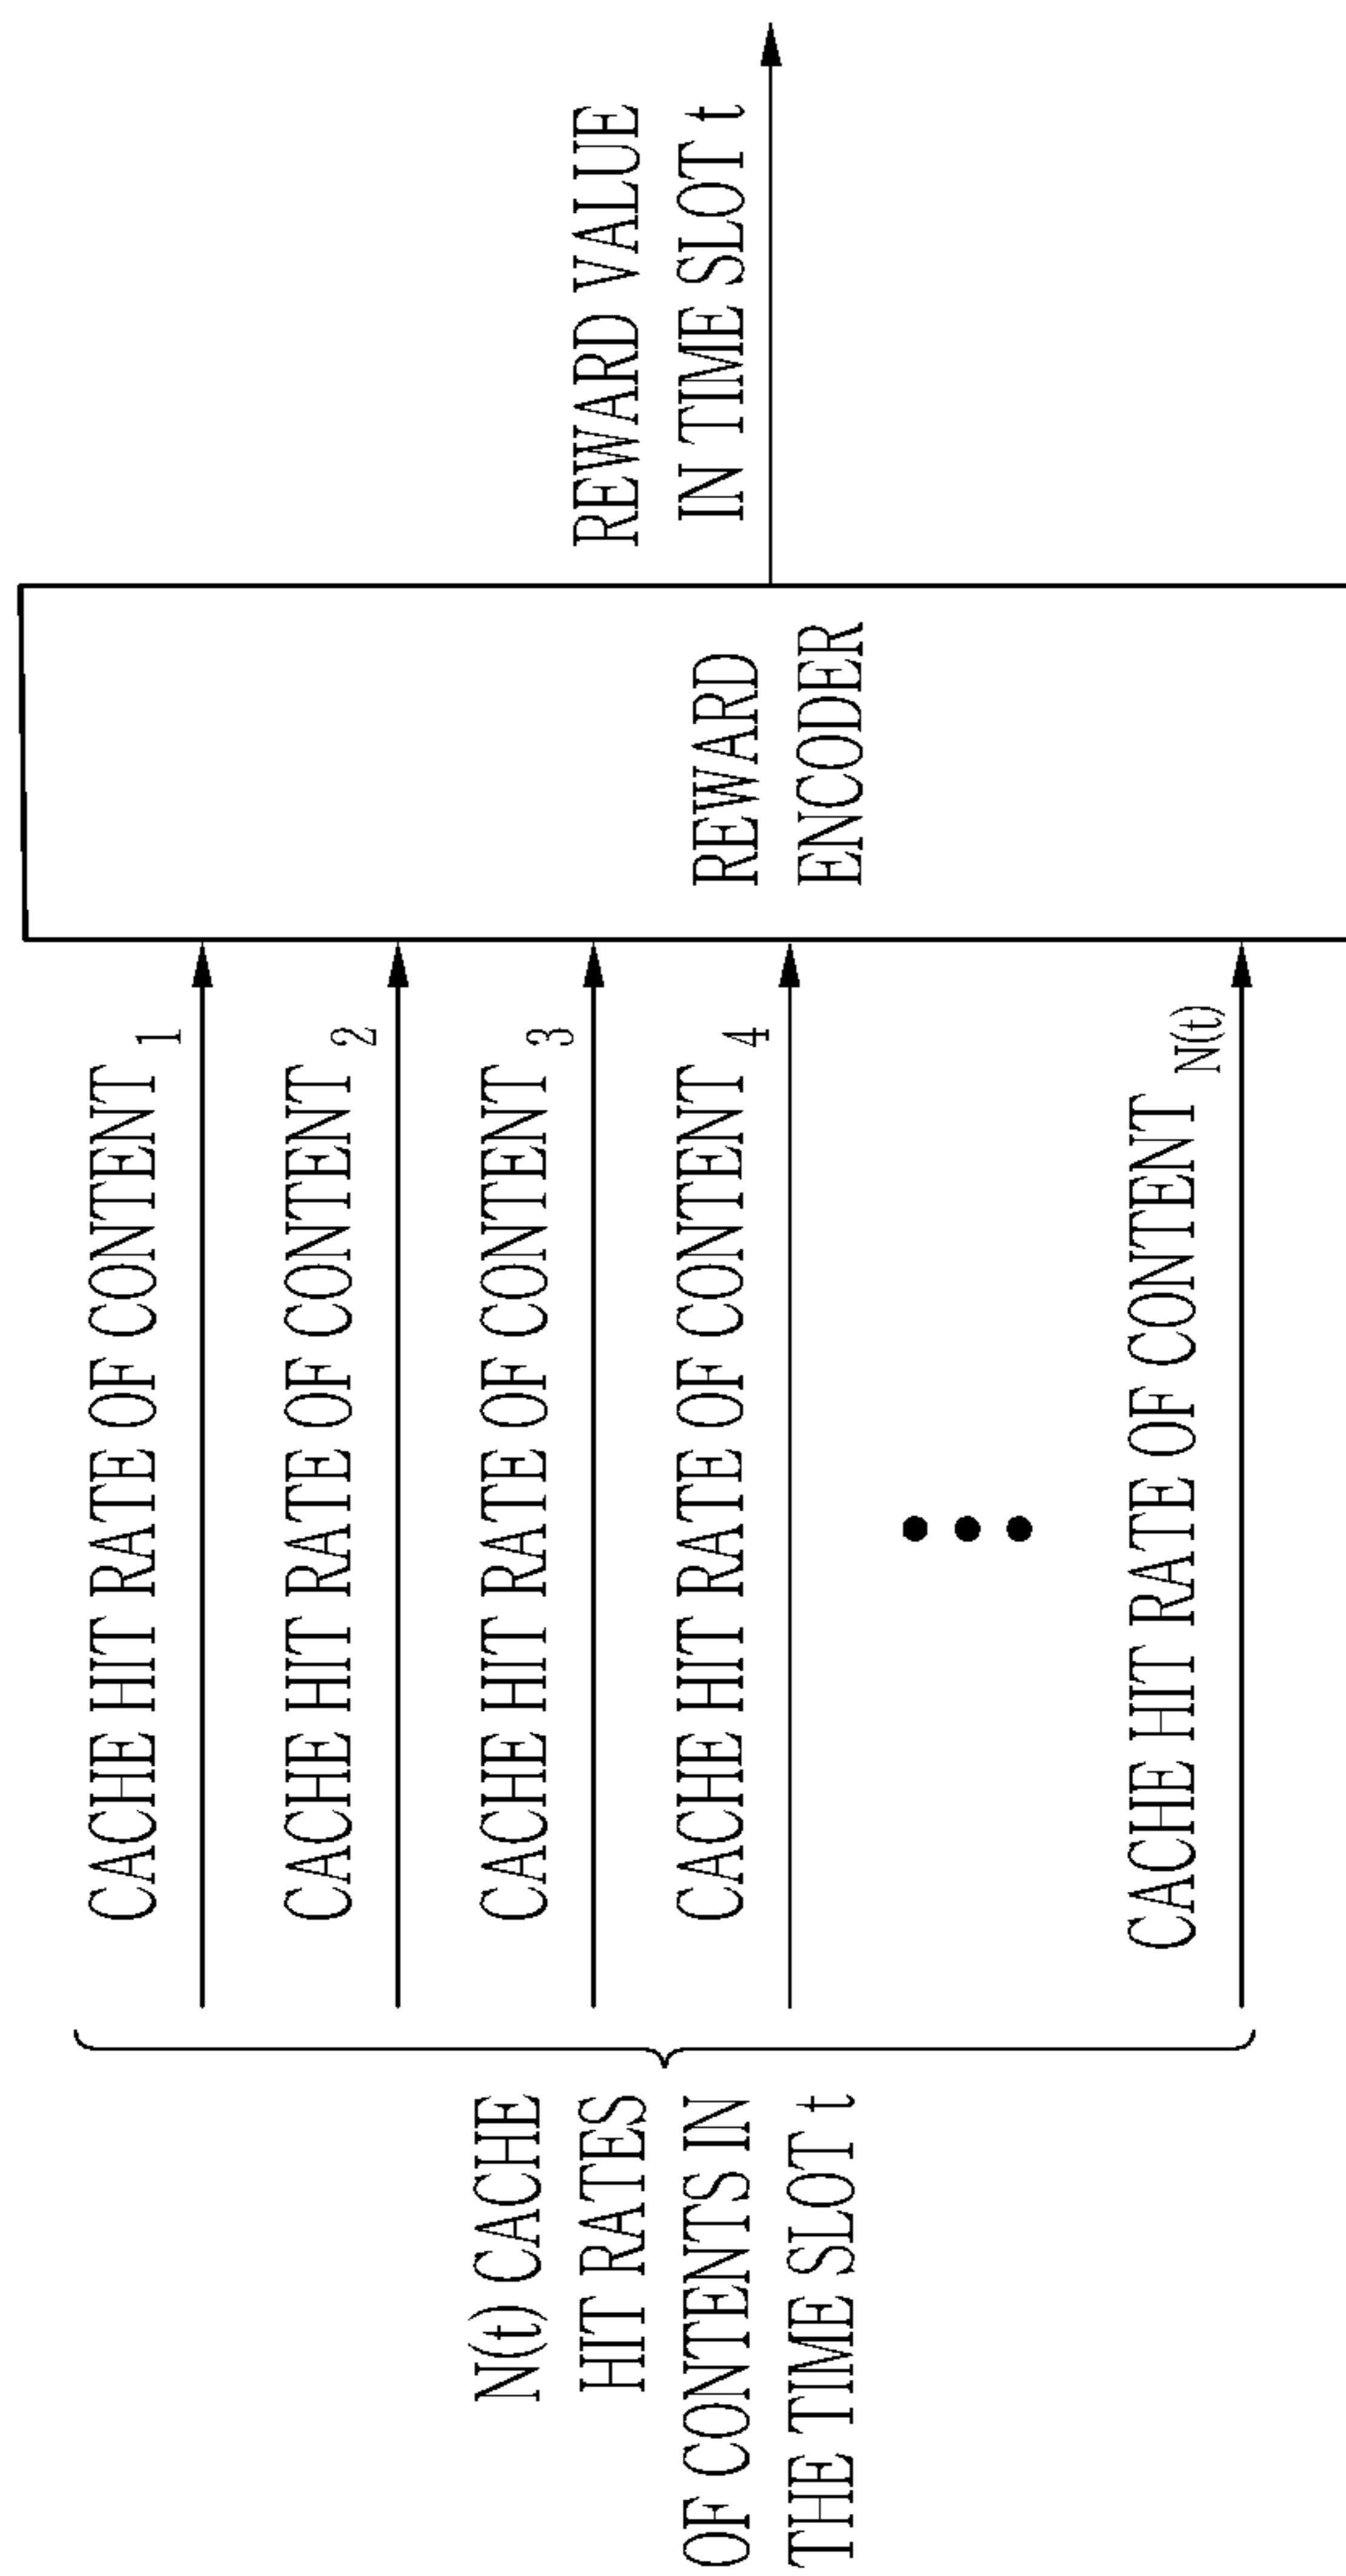 N(t) CACHE
HIT RATES
OF CONTENTS IN
THE TIME SLOT t
CACHE HIT RATE OF CONTENT 1
CACHE HIT RATE OF CONTENT 2
CACHE HIT RATE OF CONTENT 3
CACHE HIT RATE OF CONTENT 4
CACHE HIT RATE OF CONTENT N(t)
REWARD
ENCODER
REWARD VALUE
IN TIME SLOT t